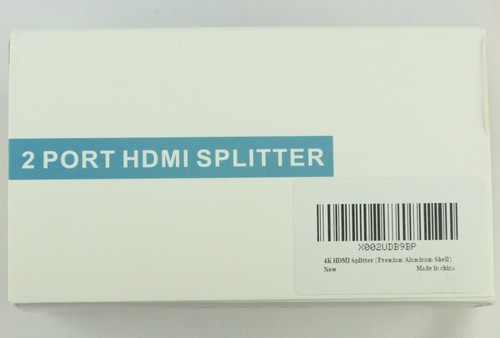 2 PORT HDMI SPLITTER
X002UDB9BP
4K HDMI Splitter (Premium Aluminum Shell)
New Made in china